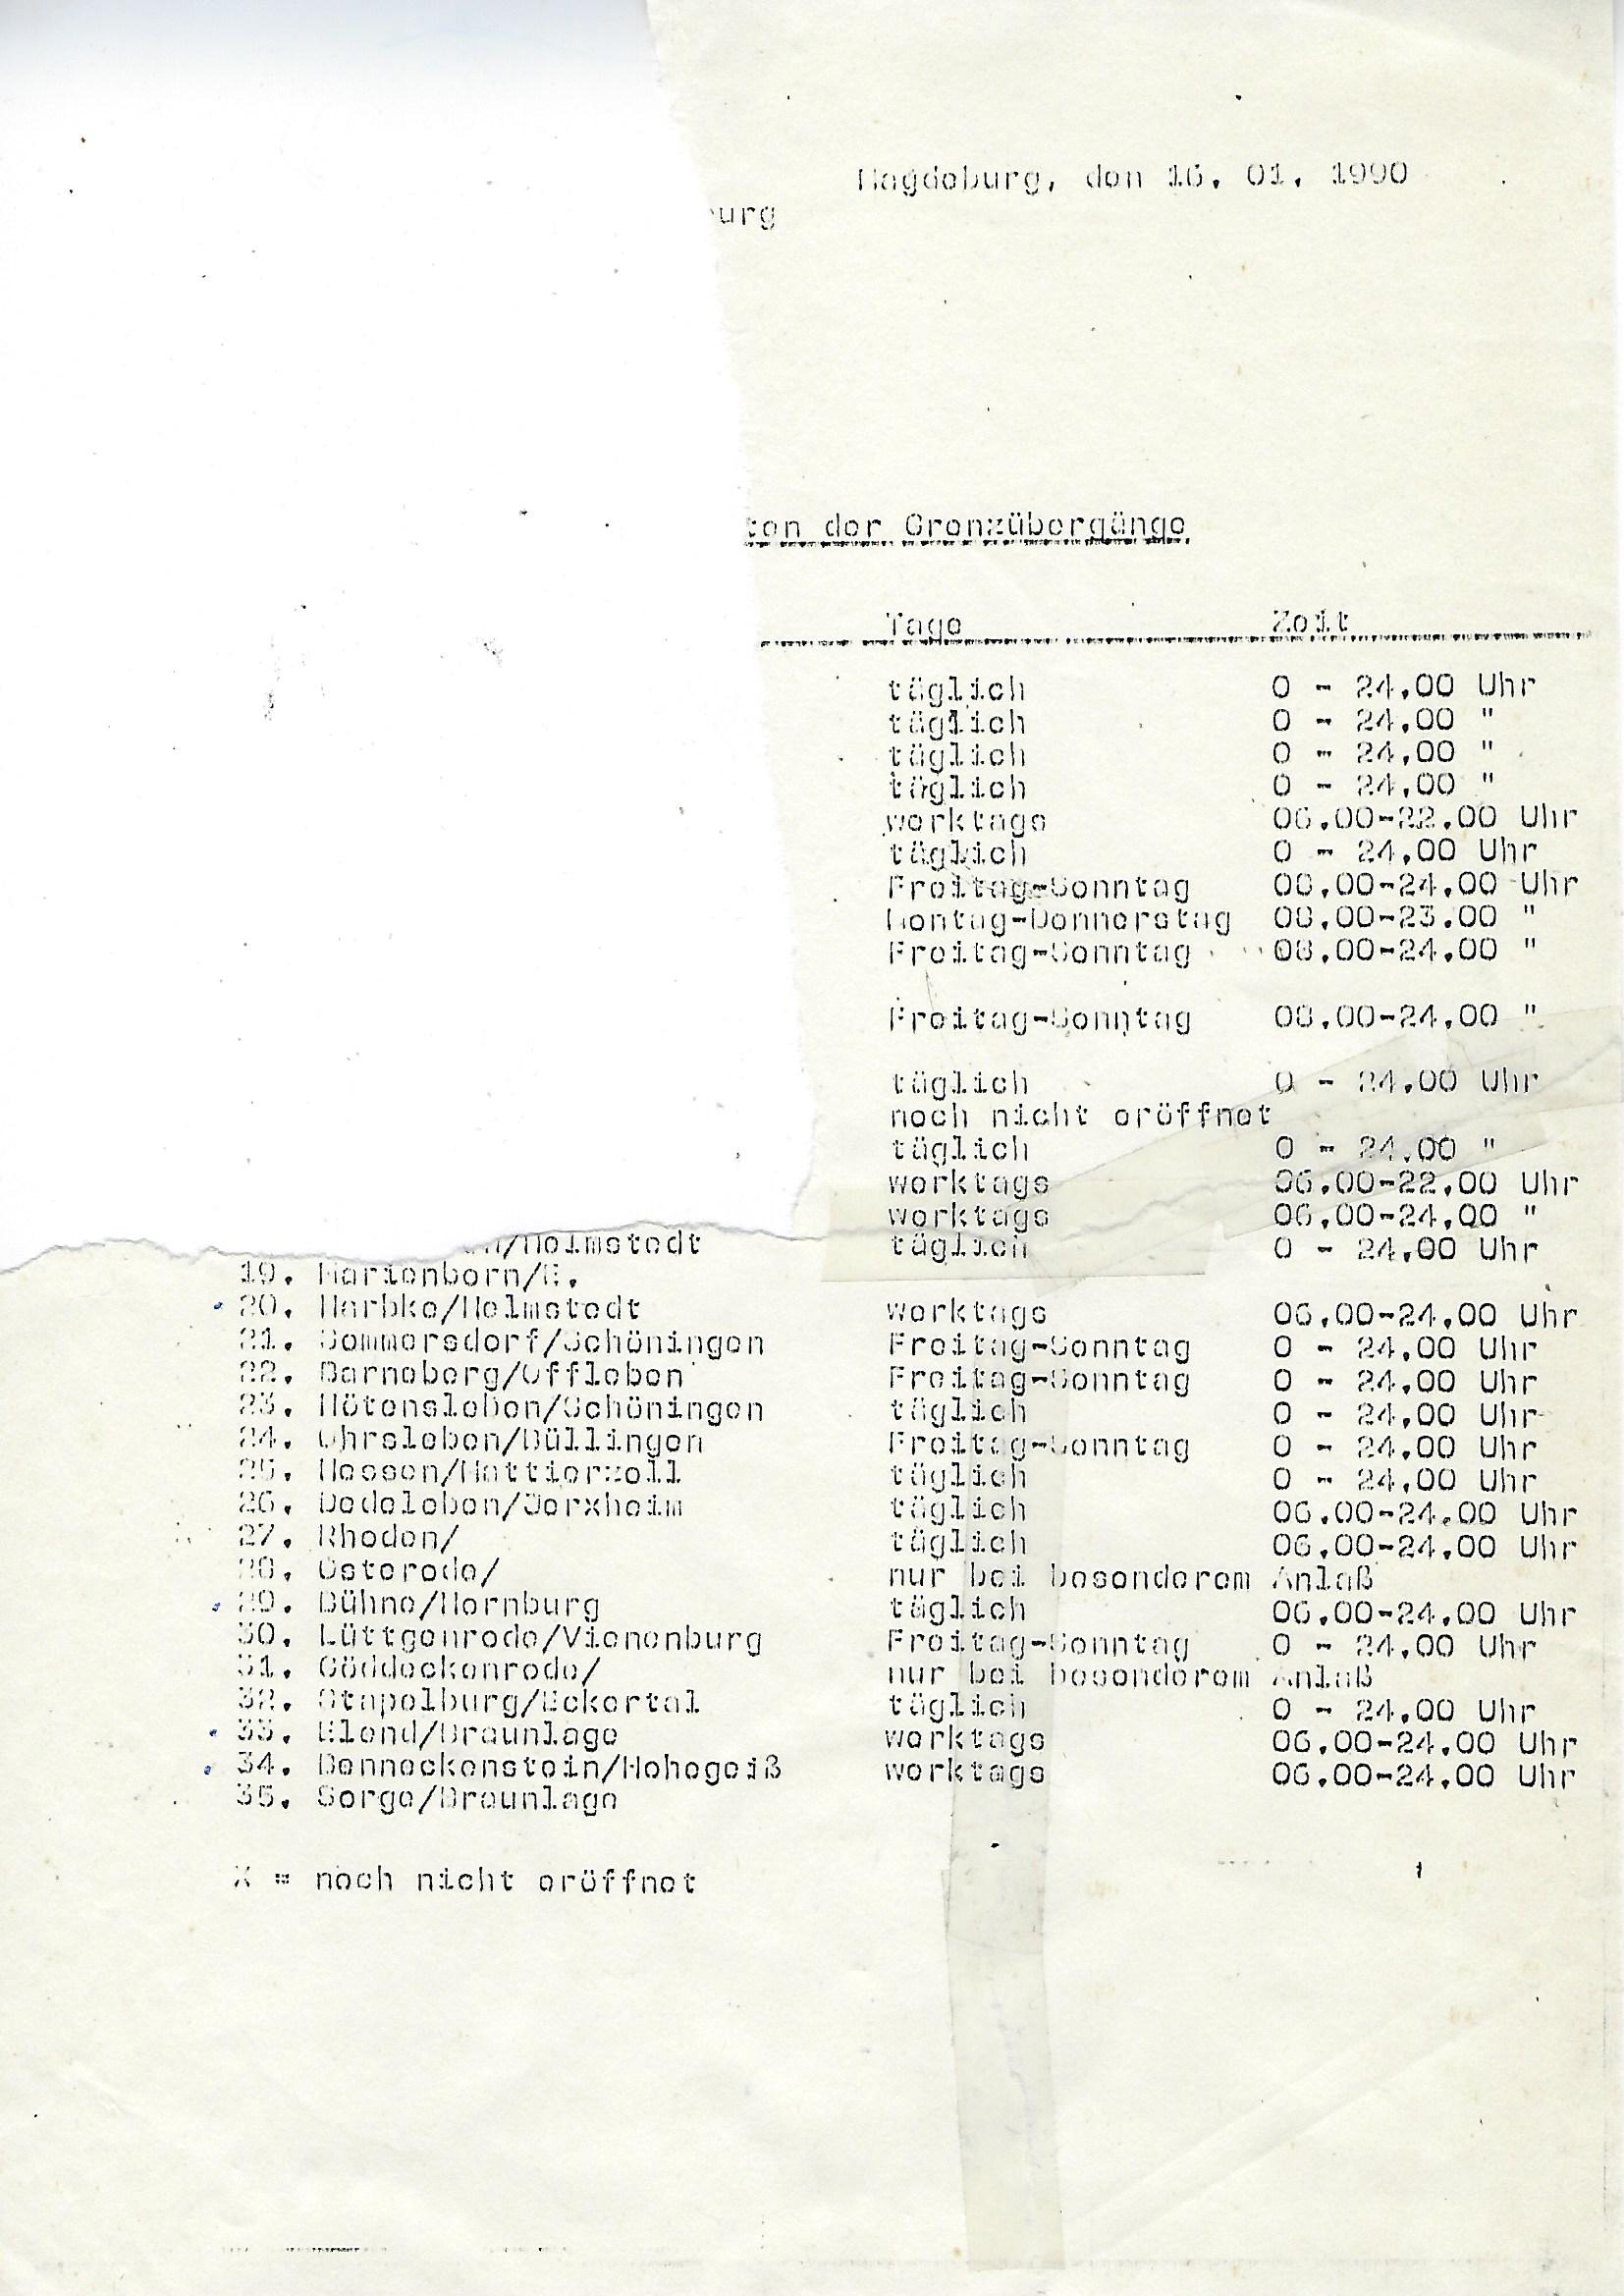 Magdeburg, den 16. 01. 1990
urg
ten der Grenzübergänge
Tage Zeit
täglich 0 - 24.00 Uhr
täglich 0 - 24.00 "
täglich 0 - 24.00 "
täglich 0 - 24.00 "
werktags 06.00-22.00 Uhr
täglich 0 - 24.00 Uhr
Freitag-Sonntag 08.00-24.00 Uhr
Montag-Donnerstag 08.00-23.00 "
Freitag-Sonntag 08.00-24.00 "
Freitag-Sonntag 08.00-24.00 "
täglich 0 - 24.00 Uhr
noch nicht eröffnet
täglich 0 - 24.00 "
werktags 06.00-22.00 Uhr
werktags 06.00-24.00 "
/Helmstedt täglich 0 - 24.00 Uhr
19. Marienborn/H.
20. Harbke/Helmstedt werktags 06.00-24.00 Uhr
21. Sommersdorf/Schöningen Freitag-Sonntag 0 - 24.00 Uhr
22. Barneberg/Offleben Freitag-Sonntag 0 - 24.00 Uhr
23. Hötensleben/Schöningen täglich 0 - 24.00 Uhr
24. Ohrsleben/Büllingen Freitag-Sonntag 0 - 24.00 Uhr
25. Hessen/Mattierzoll täglich 0 - 24.00 Uhr
26. Dedeleben/Jerxheim täglich 06.00-24.00 Uhr
27. Rhoden/ täglich 06.00-24.00 Uhr
28. Osterode/ nur bei besonderem Anlaß
29. Bühne/Hornburg täglich 06.00-24.00 Uhr
30. Lüttgenrode/Vienenburg Freitag-Sonntag 0 - 24.00 Uhr
31. Göddeckenrode/ nur bei besonderem Anlaß
32. Stapelburg/Eckertal täglich 0 - 24.00 Uhr
33. Elend/Braunlage werktags 06.00-24.00 Uhr
34. Benneckenstein/Hohegeiß werktags 06.00-24.00 Uhr
35. Sorge/Braunlage
X = noch nicht eröffnet